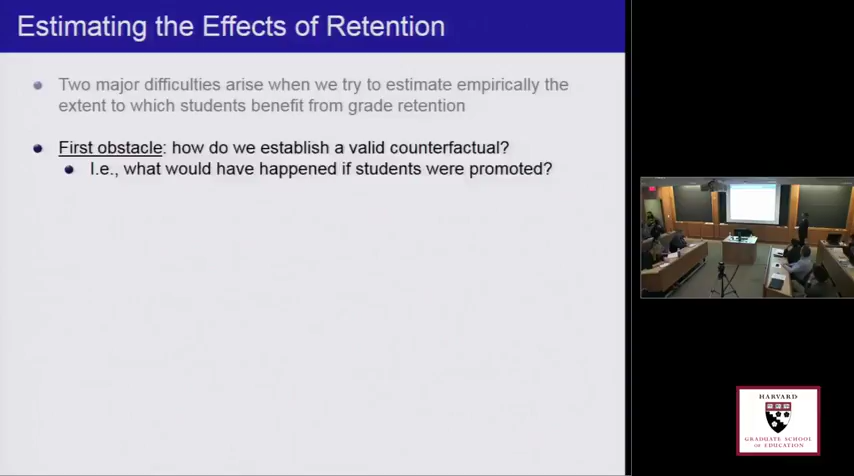 Estimating the Effects of Retention
Two major difficulties arise when we try to estimate empirically the
extent to which students benefit from grade retention
First obstacle: how do we establish a valid counterfactual?
I.e., what would have happened if students were promoted?
HARVARD
GRADUATE SCHOOL
OF EDUCATION